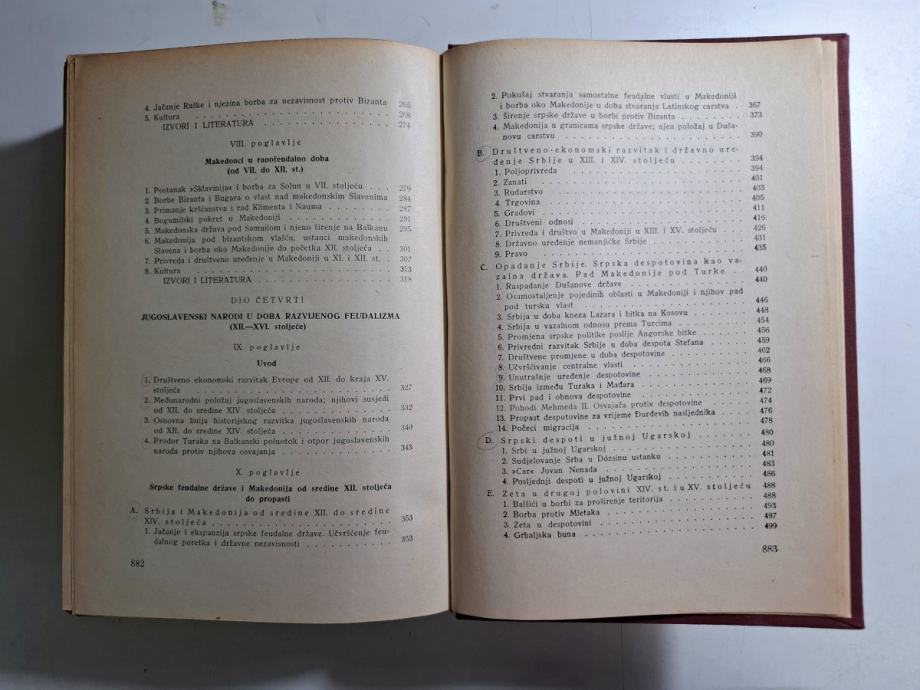 4. Jačanje Raške i njezina borba za nezavisnost protiv Bizanta 265
5. Kultura . . . . . . . . . . . . . . . . 268
IZVORI I LITERATURA . . . . . . . . . . . . 274
VIII. poglavlje
Makedonci u ranofeudalno doba
(od VII. do XII. st.)
1. Postanak »Sklavinija« i borba za Solun u VII. stoljeću . . . . 279
2. Borbe Bizanta i Bugara o vlast nad makedonskim Slavenima 284
3. Primanje kršćanstva i rad Klimenta i Nauma . . . . . . 287
4. Bogumilski pokret u Makedoniji . . . . . . . . . . 291
5. Makedonska država pod Samuilom i njeno širenje na Balkanu 295
6. Makedonija pod bizantskom vlašću, ustanci makedonskih
Slavena i borba oko Makedonije do početka XII. stoljeća . . 301
7. Privreda i društveno uređenje u Makedoniji u XI. i XII. st. . 307
8. Kultura . . . . . . . . . . . . . . . . 313
IZVORI I LITERATURA . . . . . . . . . . . . 318
DIO ČETVRTI
JUGOSLAVENSKI NARODI U DOBA RAZVIJENOG FEUDALIZMA
(XII.—XVI. stoljeće)
IX. poglavlje
Uvod
1. Društveno ekonomski razvitak Evrope od XII. do kraja XV.
stoljeća . . . . . . . . . . . . . . . . 327
2. Međunarodni položaj jugoslavenskih naroda; njihovi susjedi
od XII. do sredine XIV. stoljeća . . . . . . . . . . 332
3. Osnovna linija historijskog razvitka jugoslavenskih naroda
od XII. do sredine XIV. stoljeća . . . . . . . . . . 340
4. Prodor Turaka na Balkanski poluotok i otpor jugoslavenskih
naroda protiv njihova osvajanja . . . . . . . . . . 343
X. poglavlje
Srpske feudalne države i Makedonija od sredine XII. stoljeća
do propasti
A. Srbija i Makedonija od sredine XII. do sredine
XIV. stoljeća . . . . . . . . . . . . . . . 353
1. Jačanje i ekspanzija srpske feudalne države. Učvršćenje feu-
dalnog poretka i državne nezavisnosti . . . . . . . . 353
882
2. Pokušaj stvaranja samostalne feudalne vlasti u Makedoniji
i borba oko Makedonije u doba stvaranja Latinskog carstva . 367
3. Širenje srpske države u borbi protiv Bizanta . . . . . . 373
4. Makedonija u granicama srpske države; njen položaj u Duša-
novu carstvu . . . . . . . . . . . . . . . 390
B. Društveno-ekonomski razvitak i državno ure-
đenje Srbije u XIII. i XIV. stoljeću . . . . . . . 394
1. Poljoprivreda . . . . . . . . . . . . . . 394
2. Zanati . . . . . . . . . . . . . . . . 401
3. Rudarstvo . . . . . . . . . . . . . . . 403
4. Trgovina . . . . . . . . . . . . . . . 405
5. Gradovi . . . . . . . . . . . . . . . . 411
6. Društveni odnosi . . . . . . . . . . . . . 416
7. Privreda i društvo u Makedoniji u XIII. i XV. stoljeću . . . 426
8. Državno uređenje nemanjićke Srbije . . . . . . . . 431
9. Pravo . . . . . . . . . . . . . . . . 435
C. Opadanje Srbije. Srpska despotovina kao va-
zalna država. Pad Makedonije pod Turke . . . . . 440
1. Raspadanje Dušanove države . . . . . . . . . . 440
2. Osamostaljenje pojedinih oblasti u Makedoniji i njihov pad
pod tursku vlast . . . . . . . . . . . . . 446
3. Srbija u doba kneza Lazara i bitka na Kosovu . . . . . 448
4. Srbija u vazalnom odnosu prema Turcima . . . . . . 454
5. Promjena srpske politike poslije Angorske bitke . . . . . 456
6. Privredni razvitak Srbije u doba despota Stefana . . . . 459
7. Društvene promjene u doba despotovine . . . . . . . 462
8. Učvršćivanje centralne vlasti . . . . . . . . . . 466
9. Unutrašnje uređenje despotovine . . . . . . . . . 468
10. Srbija između Turaka i Mađara . . . . . . . . . 469
11. Prvi pad i obnova despotovine . . . . . . . . . . 472
12. Pohodi Mehmeda II. Osvajača protiv despotovine . . . . 474
13. Propast despotovine za vrijeme Đurđevih nasljednika . . . 476
14. Počeci migracija . . . . . . . . . . . . . 478
D. Srpski despoti u južnoj Ugarskoj . . . . . . . 480
1. Srbi u južnoj Ugarskoj . . . . . . . . . . . . 480
2. Sudjelovanje Srba u Dózsinu ustanku . . . . . . . . 481
3. »Car« Jovan Nenada . . . . . . . . . . . . 483
4. Posljednji despoti u južnoj Ugarskoj . . . . . . . . 486
E. Zeta u drugoj polovini XIV. st. i u XV. stoljeću 488
1. Balšići u borbi za proširenje teritorija . . . . . . . . 488
2. Borba protiv Mletaka . . . . . . . . . . . . 493
3. Zeta u despotovini . . . . . . . . . . . . . 497
4. Grbaljska buna . . . . . . . . . . . . . . 499
883